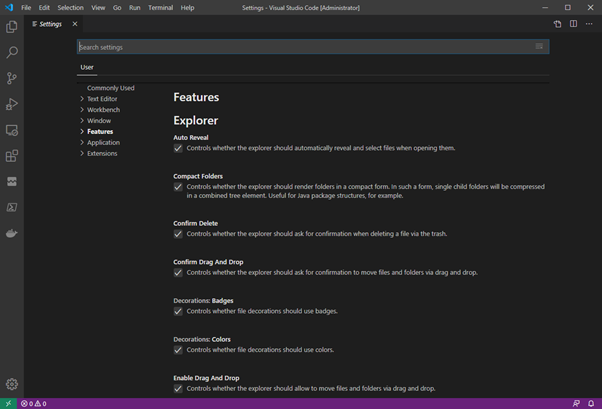 File Edit Selection View Go Run Terminal Help Settings - Visual Studio Code [Administrator]
Settings
Search settings
User
Commonly Used
Text Editor
Workbench
Window
Features
Application
Extensions
Features
Explorer
Auto Reveal
Controls whether the explorer should automatically reveal and select files when opening them.
Compact Folders
Controls whether the explorer should render folders in a compact form. In such a form, single child folders will be compressed
in a combined tree element. Useful for Java package structures, for example.
Confirm Delete
Controls whether the explorer should ask for confirmation when deleting a file via the trash.
Confirm Drag And Drop
Controls whether the explorer should ask for confirmation to move files and folders via drag and drop.
Decorations: Badges
Controls whether file decorations should use badges.
Decorations: Colors
Controls whether file decorations should use colors.
Enable Drag And Drop
Controls whether the explorer should allow to move files and folders via drag and drop.
0 0